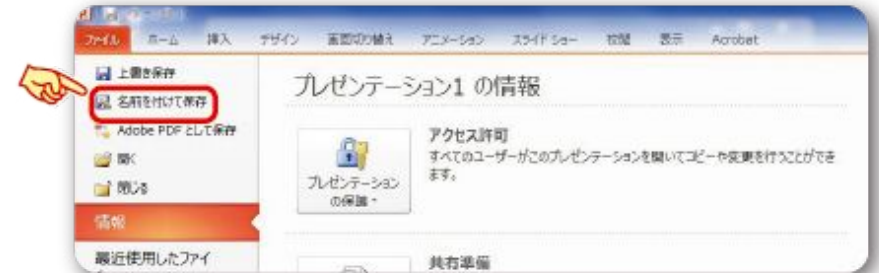 ファイル ホーム 挿入 デザイン 画面切り替え アニメーション スライド ショー 校閲 表示 Acrobat
上書き保存
名前を付けて保存
Adobe PDF として保存
開く
閉じる
情報
最近使用したファイ
プレゼンテーション1 の情報
プレゼンテーション
の保護
アクセス許可
すべてのユーザーがこのプレゼンテーションを開いてコピーや変更を行うことができ
ます。
共有準備